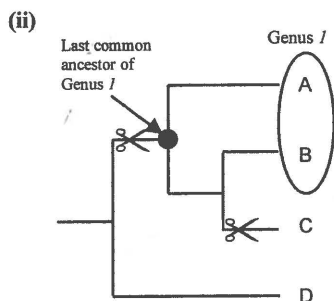 (ii)
Last common
ancestor of
Genus 1
Genus 1
A
B
C
D